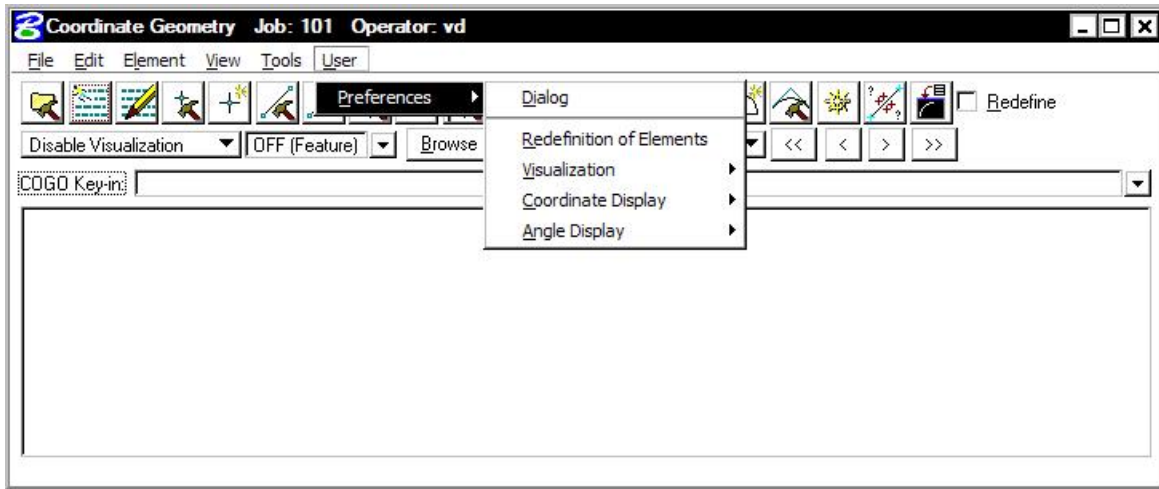 Coordinate Geometry Job: 101 Operator: vd
File Edit Element View Tools User
Preferences
Dialog
Redefine
Redefinition of Elements
Disable Visualization OFF (Feature) Browse << < > >>
Visualization
COGO Key-in:
Coordinate Display
Angle Display